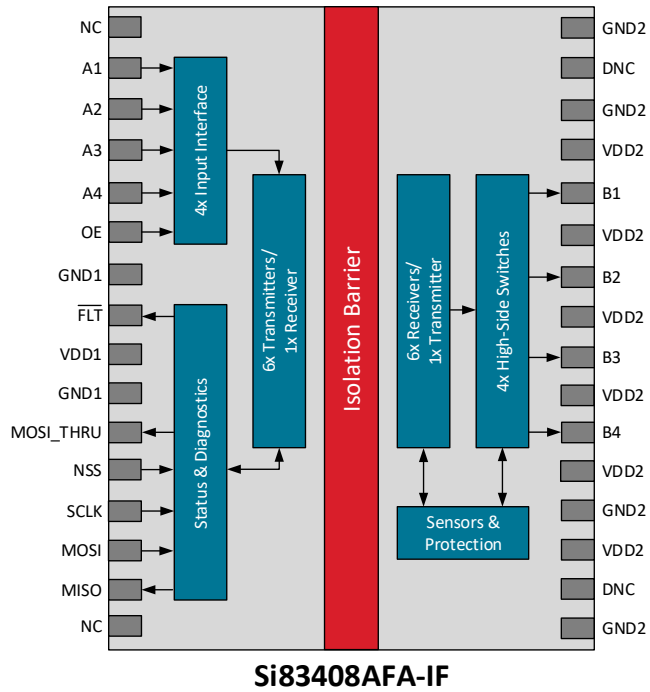 NC
A1
A2
A3
A4
OE
GND1
FLT
VDD1
GND1
MOSI_THRU
NSS
SCLK
MOSI
MISO
NC
4x Input Interface
Status & Diagnostics
6x Transmitters/
1x Receiver
Isolation Barrier
6x Receivers/
1x Transmitter
4x High-Side Switches
Sensors &
Protection
GND2
DNC
GND2
VDD2
B1
VDD2
B2
VDD2
B3
VDD2
B4
VDD2
GND2
VDD2
DNC
GND2
Si83408AFA-IF